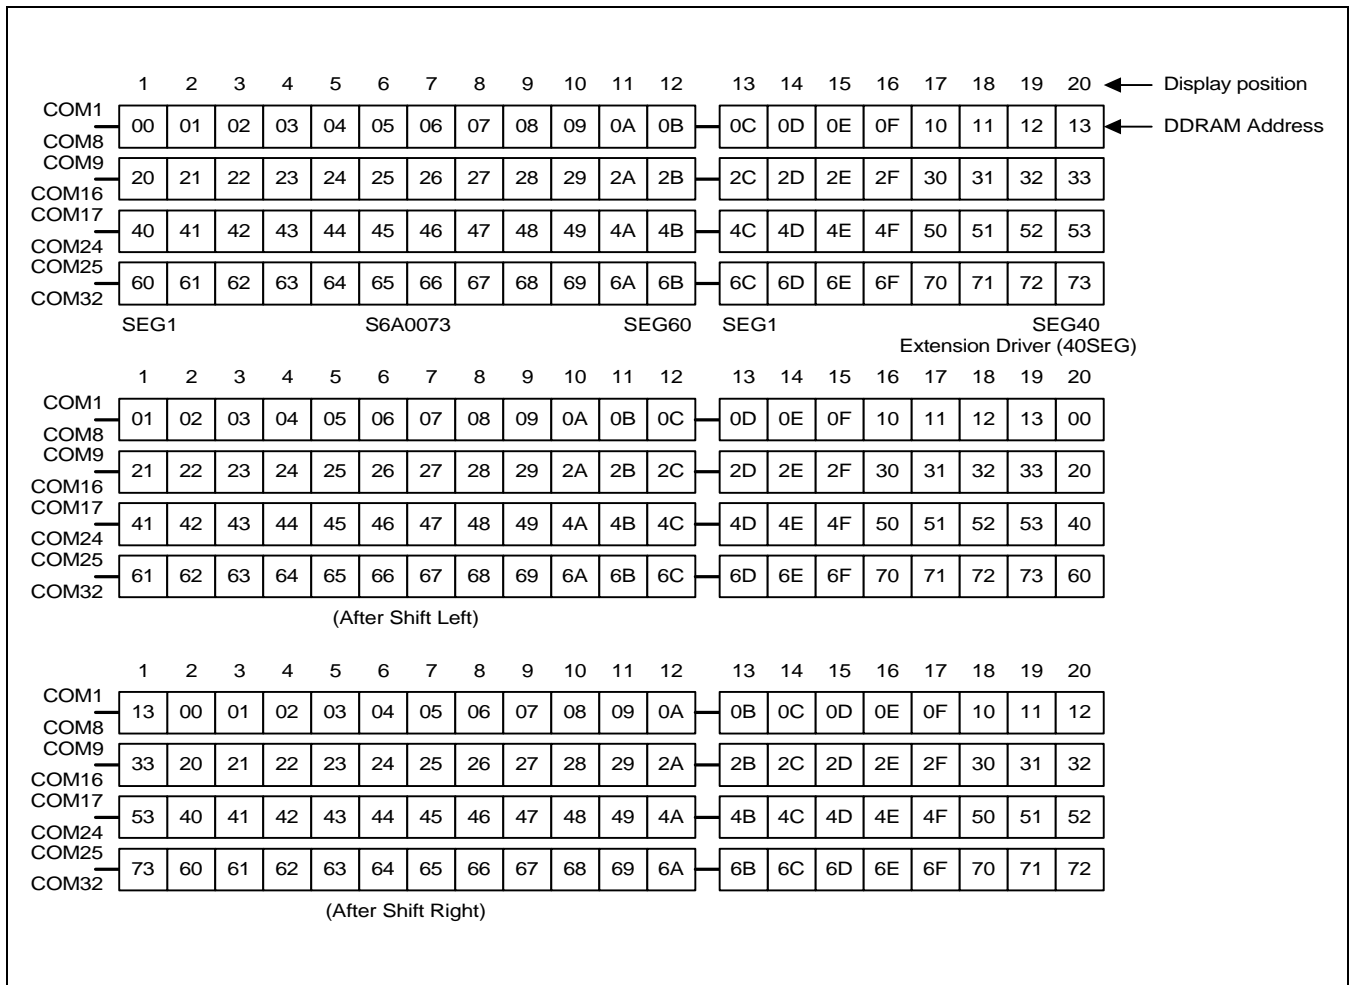 1 2 3 4 5 6 7 8 9 10 11 12 13 14 15 16 17 18 19 20 Display position
COM1
00 01 02 03 04 05 06 07 08 09 0A 0B 0C 0D 0E 0F 10 11 12 13 DDRAM Address
COM8
COM9
20 21 22 23 24 25 26 27 28 29 2A 2B 2C 2D 2E 2F 30 31 32 33
COM16
COM17
40 41 42 43 44 45 46 47 48 49 4A 4B 4C 4D 4E 4F 50 51 52 53
COM24
COM25
60 61 62 63 64 65 66 67 68 69 6A 6B 6C 6D 6E 6F 70 71 72 73
COM32
SEG1 S6A0073 SEG60 SEG1 SEG40
Extension Driver (40SEG)
1 2 3 4 5 6 7 8 9 10 11 12 13 14 15 16 17 18 19 20
COM1
01 02 03 04 05 06 07 08 09 0A 0B 0C 0D 0E 0F 10 11 12 13 00
COM8
COM9
21 22 23 24 25 26 27 28 29 2A 2B 2C 2D 2E 2F 30 31 32 33 20
COM16
COM17
41 42 43 44 45 46 47 48 49 4A 4B 4C 4D 4E 4F 50 51 52 53 40
COM24
COM25
61 62 63 64 65 66 67 68 69 6A 6B 6C 6D 6E 6F 70 71 72 73 60
COM32
(After Shift Left)
1 2 3 4 5 6 7 8 9 10 11 12 13 14 15 16 17 18 19 20
COM1
13 00 01 02 03 04 05 06 07 08 09 0A 0B 0C 0D 0E 0F 10 11 12
COM8
COM9
33 20 21 22 23 24 25 26 27 28 29 2A 2B 2C 2D 2E 2F 30 31 32
COM16
COM17
53 40 41 42 43 44 45 46 47 48 49 4A 4B 4C 4D 4E 4F 50 51 52
COM24
COM25
73 60 61 62 63 64 65 66 67 68 69 6A 6B 6C 6D 6E 6F 70 71 72
COM32
(After Shift Right)